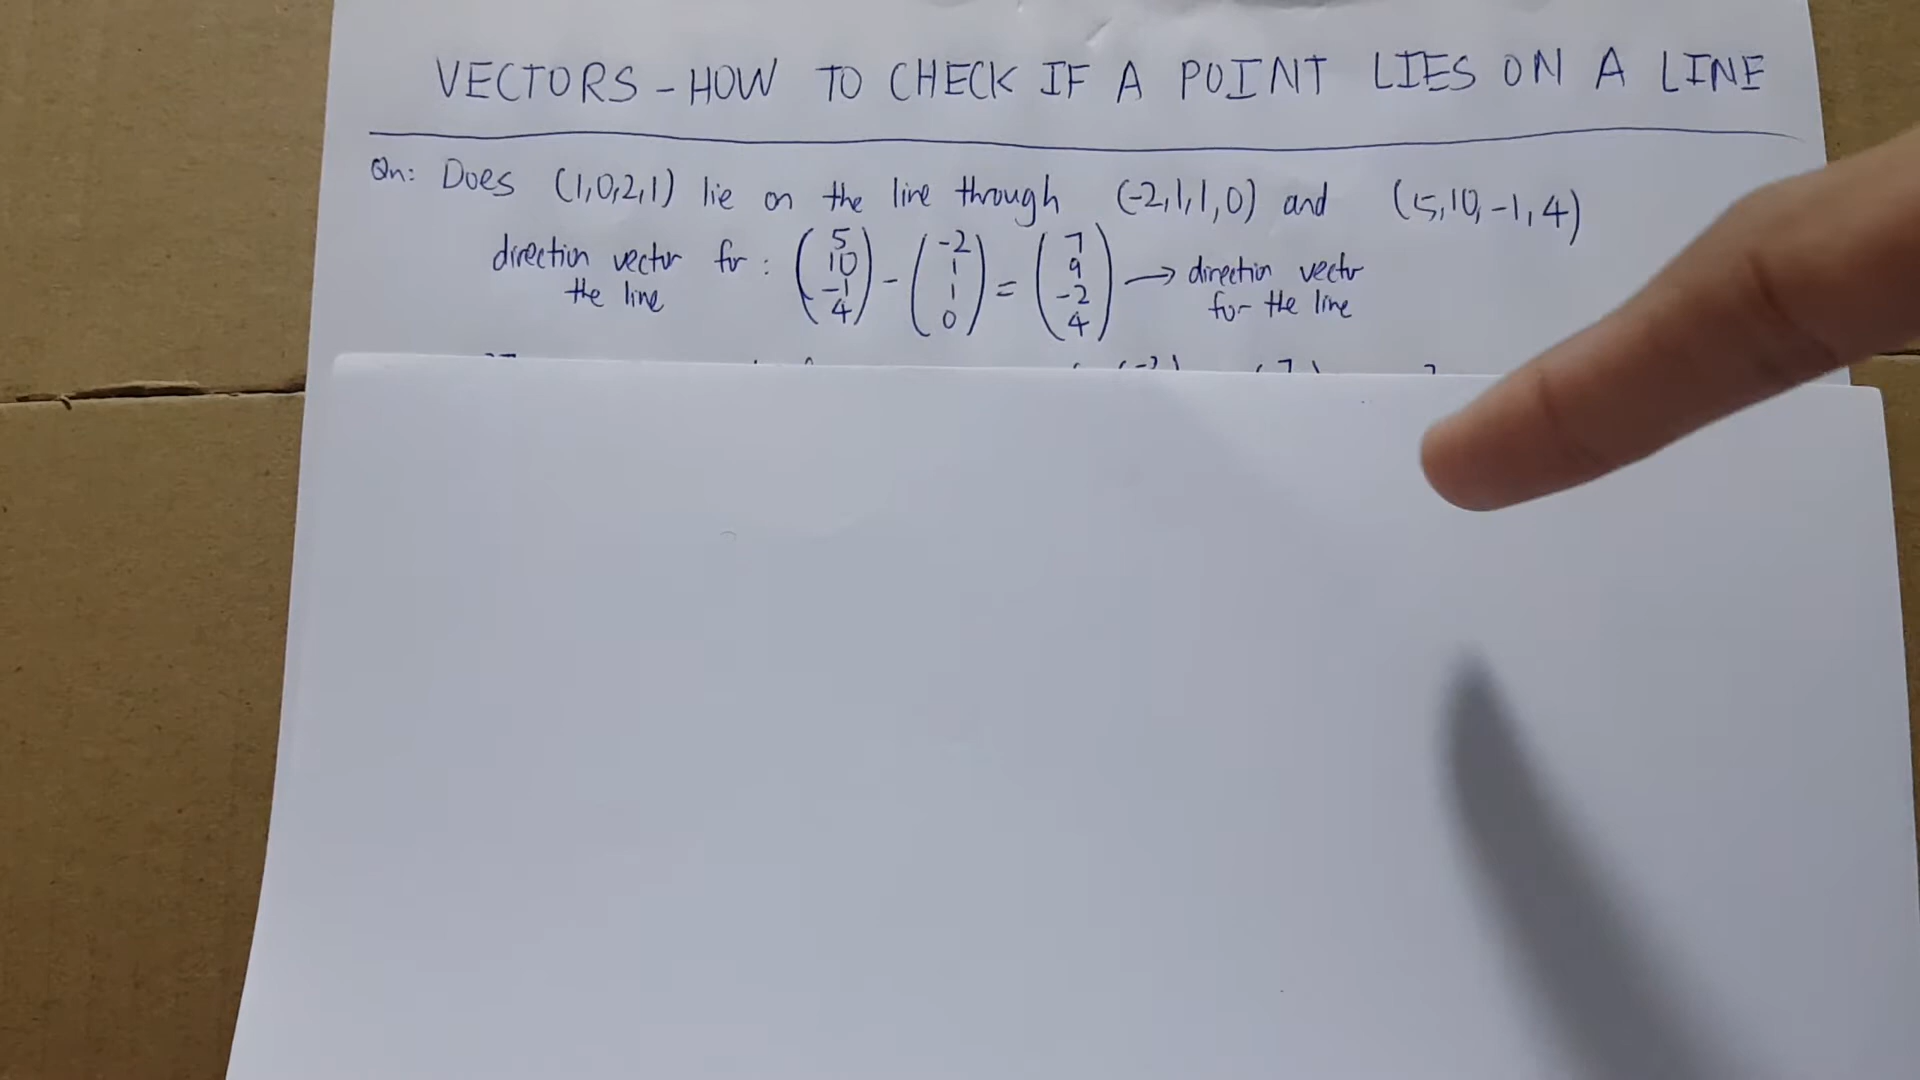 VECTORS - HOW TO CHECK IF A POINT LIES ON A LINE
Qn: Does (1,0,2,1) lie on the line through (-2,1,1,0) and (5,10,-1,4)
direction vector for the line : (5 10 -1 4) - (-2 1 1 0) = (7 9 -2 4) → direction vector for the line